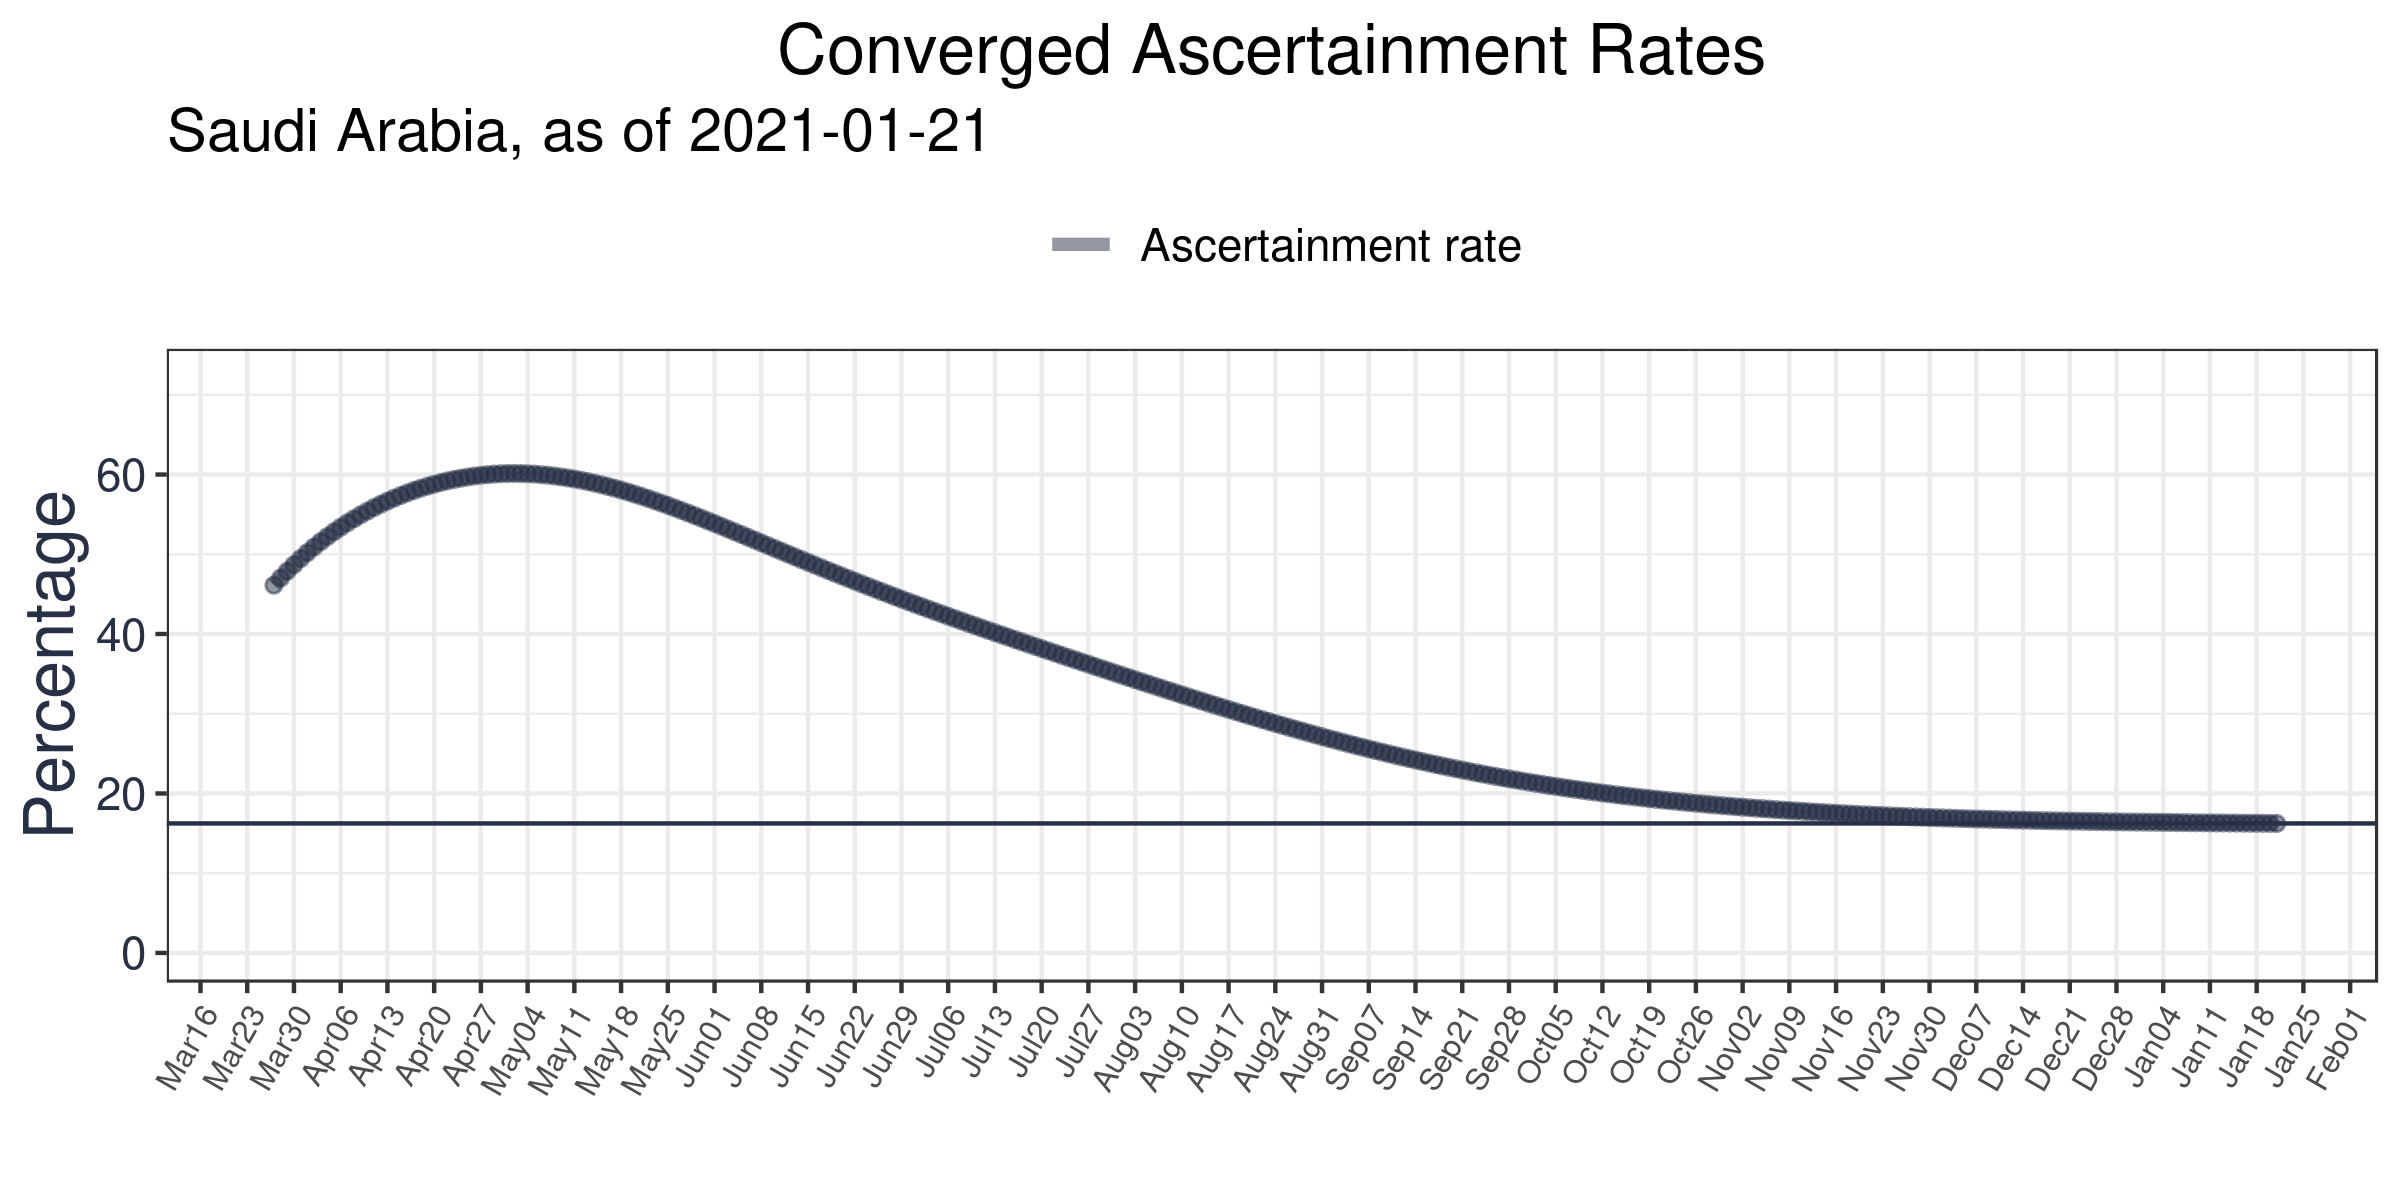 Converged Ascertainment Rates
Saudi Arabia, as of 2021-01-21
Ascertainment rate
Percentage
60
40
20
0
Mar16 Mar23 Mar30 Apr06 Apr13 Apr20 Apr27 May04 May11 May18 May25 Jun01 Jun08 Jun15 Jun22 Jun29 Jul06 Jul13 Jul20 Jul27 Aug03 Aug10 Aug17 Aug24 Aug31 Sep07 Sep14 Sep21 Sep28 Oct05 Oct12 Oct19 Oct26 Nov02 Nov09 Nov16 Nov23 Nov30 Dec07 Dec14 Dec21 Dec28 Jan04 Jan11 Jan18 Jan25 Feb01